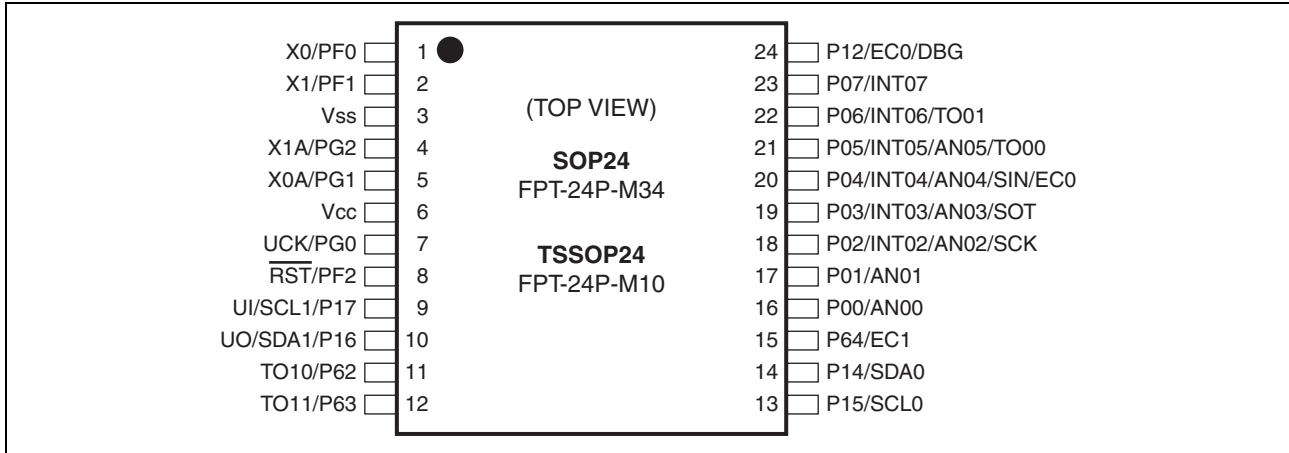 X0/PF0 1 24 P12/EC0/DBG
X1/PF1 2 23 P07/INT07
Vss 3 (TOP VIEW) 22 P06/INT06/TO01
X1A/PG2 4 21 P05/INT05/AN05/TO00
SOP24
X0A/PG1 5 FPT-24P-M34 20 P04/INT04/AN04/SIN/EC0
Vcc 6 19 P03/INT03/AN03/SOT
UCK/PG0 7 18 P02/INT02/AN02/SCK
TSSOP24
RST/PF2 8 FPT-24P-M10 17 P01/AN01
UI/SCL1/P17 9 16 P00/AN00
UO/SDA1/P16 10 15 P64/EC1
TO10/P62 11 14 P14/SDA0
TO11/P63 12 13 P15/SCL0